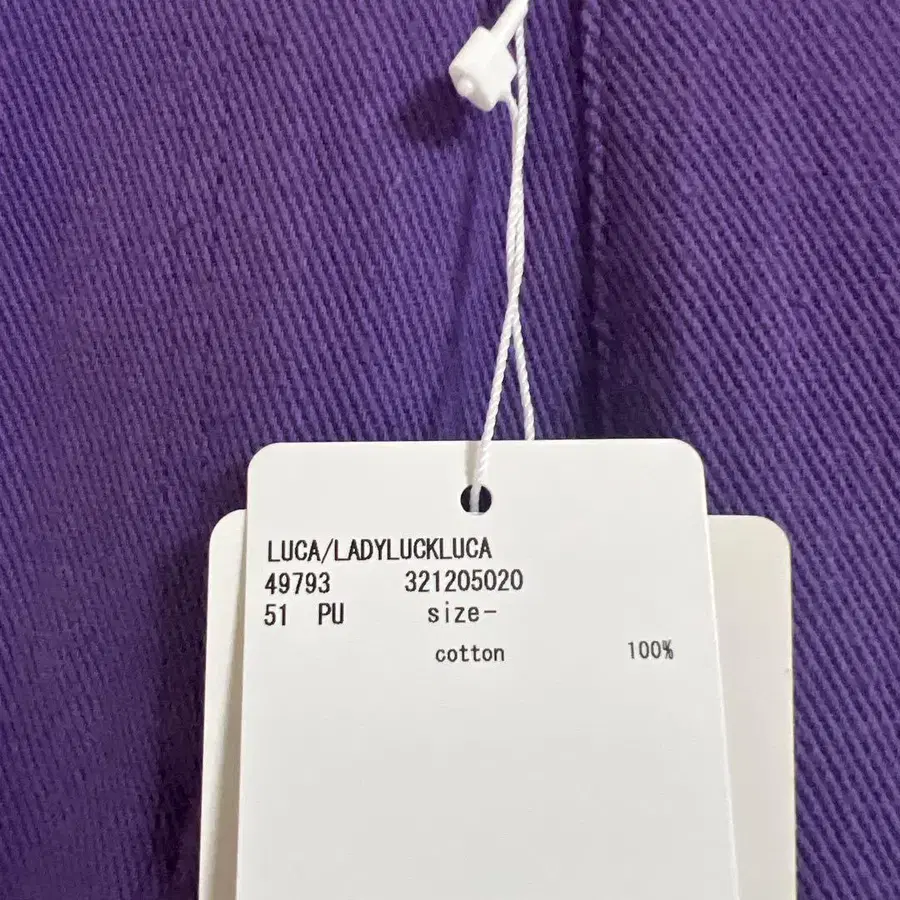 LUCA/LADYLUCKLUCA
49793 321205020
51 PU size-
cotton 100%